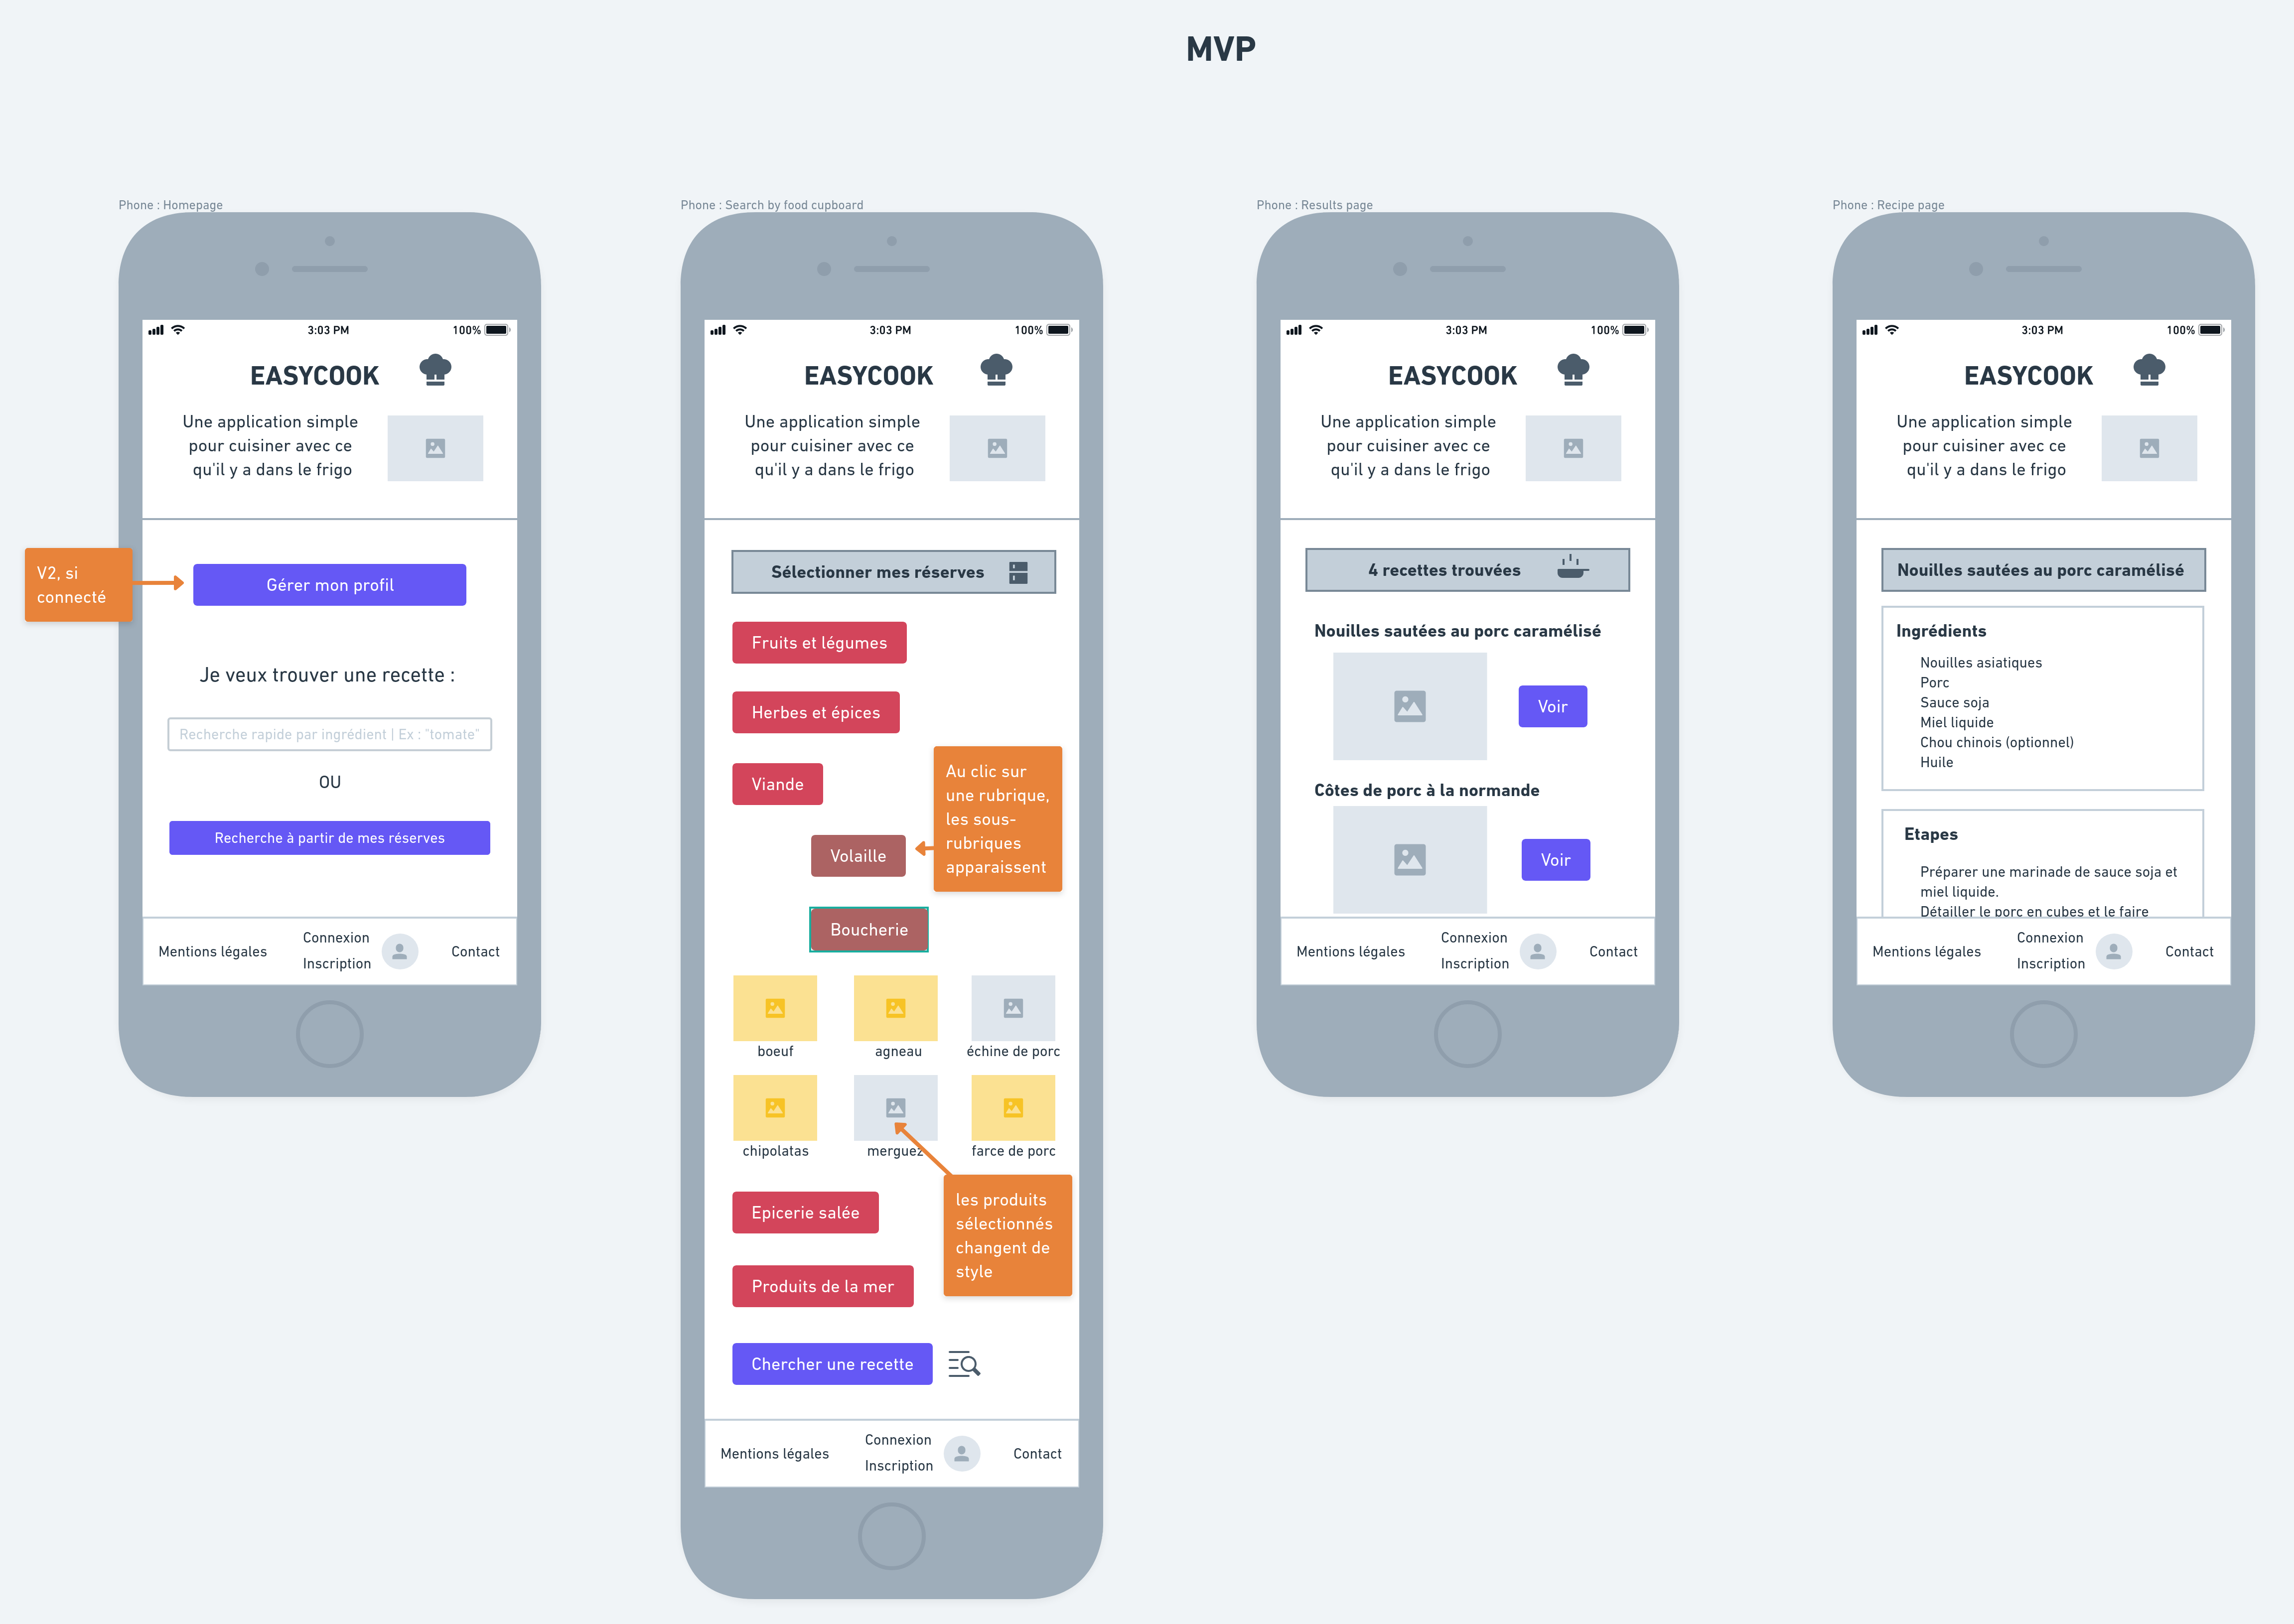 MVP
Phone : Homepage
3:03 PM
100%
EASYCOOK
Une application simple
pour cuisiner avec ce
qu'il y a dans le frigo
V2, si
connecté
Gérer mon profil
Je veux trouver une recette :
Recherche rapide par ingrédient | Ex : "tomate"
OU
Recherche à partir de mes réserves
Mentions légales
Connexion
Inscription
Contact
Phone : Search by food cupboard
3:03 PM
100%
EASYCOOK
Une application simple
pour cuisiner avec ce
qu'il y a dans le frigo
Sélectionner mes réserves
Fruits et légumes
Herbes et épices
Viande
Au clic sur
une rubrique,
les sous-
rubriques
apparaissent
Volaille
Boucherie
boeuf
agneau
échine de porc
chipolatas
merguez
farce de porc
les produits
sélectionnés
changent de
style
Epicerie salée
Produits de la mer
Chercher une recette
Mentions légales
Connexion
Inscription
Contact
Phone : Results page
3:03 PM
100%
EASYCOOK
Une application simple
pour cuisiner avec ce
qu'il y a dans le frigo
4 recettes trouvées
Nouilles sautées au porc caramélisé
Voir
Côtes de porc à la normande
Voir
Mentions légales
Connexion
Inscription
Contact
Phone : Recipe page
3:03 PM
100%
EASYCOOK
Une application simple
pour cuisiner avec ce
qu'il y a dans le frigo
Nouilles sautées au porc caramélisé
Ingrédients
Nouilles asiatiques
Porc
Sauce soja
Miel liquide
Chou chinois (optionnel)
Huile
Etapes
Préparer une marinade de sauce soja et
miel liquide.
Détailler le porc en cubes et le faire
Mentions légales
Connexion
Inscription
Contact